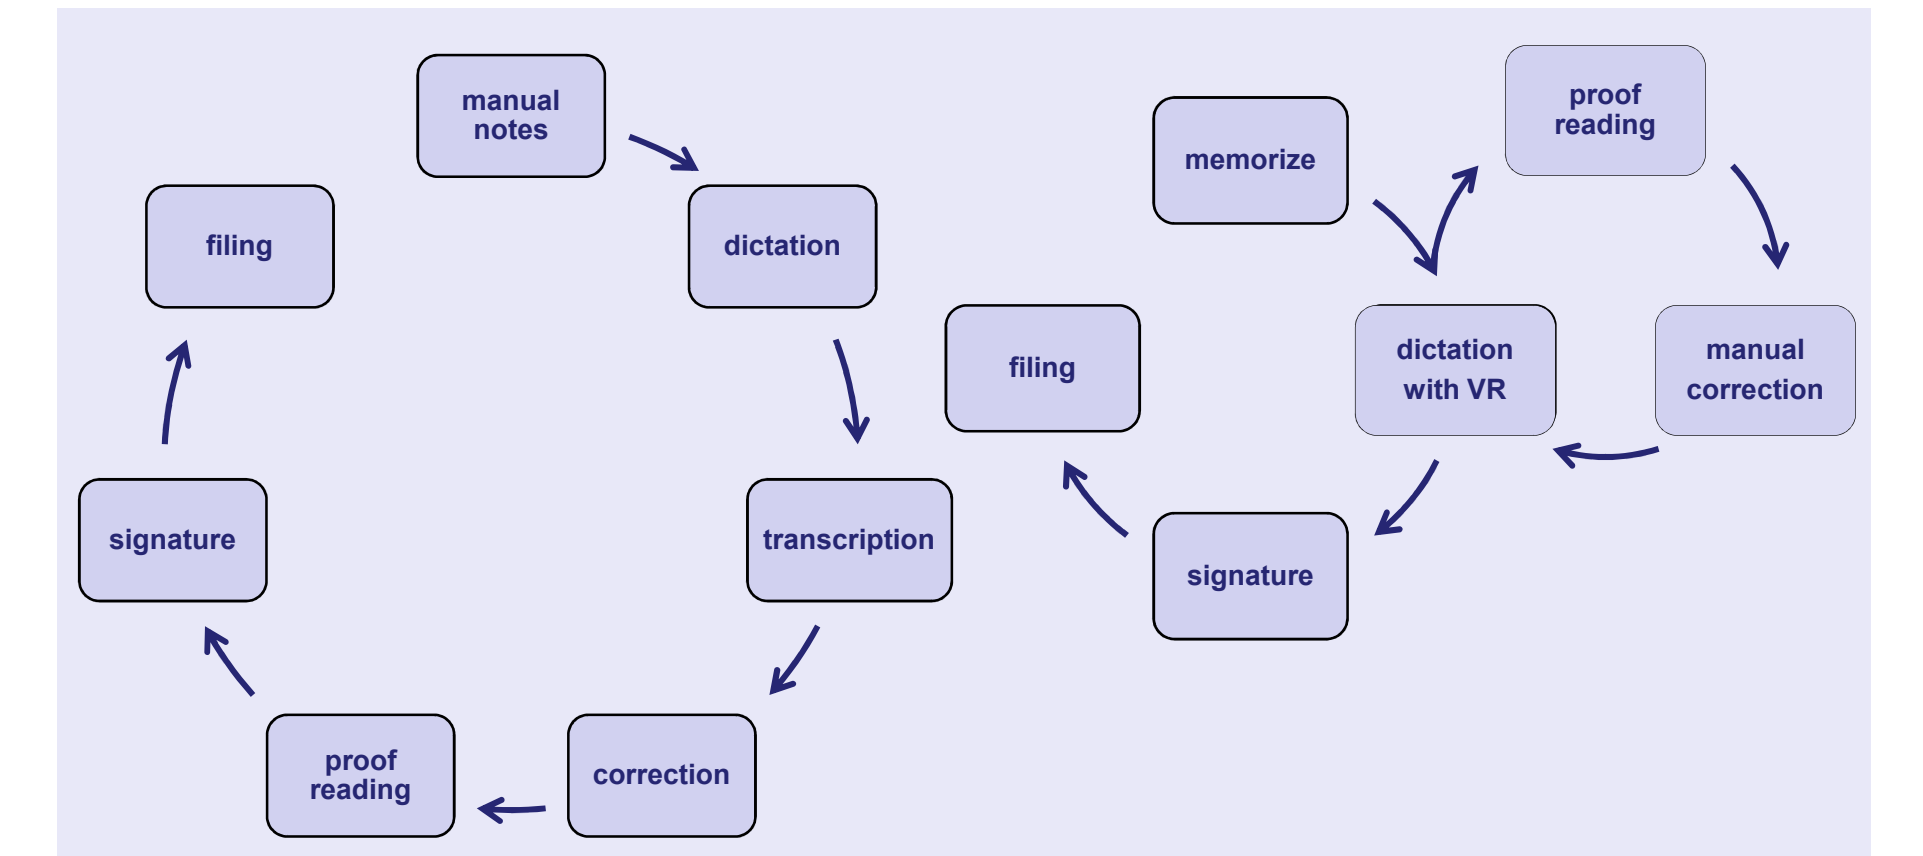 manual
notes
dictation
transcription
correction
proof
reading
signature
filing
memorize
dictation
with VR
proof
reading
manual
correction
signature
filing